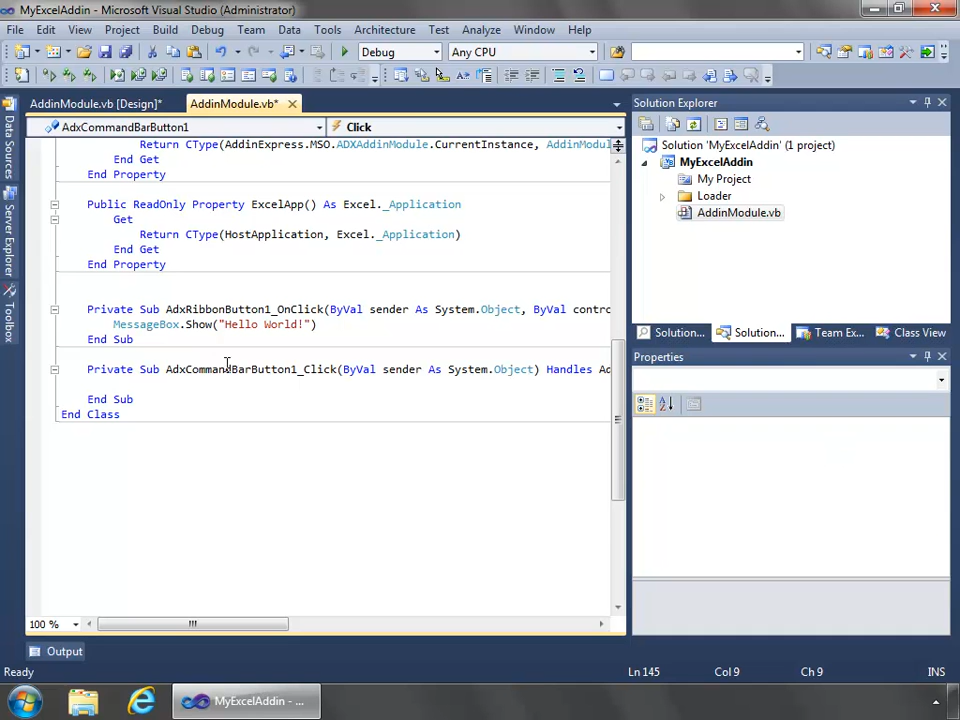 MyExcelAddin - Microsoft Visual Studio (Administrator)
File Edit View Project Build Debug Team Data Tools Architecture Test Analyze Window Help
Debug Any CPU
Data Sources
Server Explorer
Toolbox
AddinModule.vb [Design]* AddinModule.vb*
AdxCommandBarButton1 Click
Return CType(AddinExpress.MSO.ADXAddinModule.CurrentInstance, AddinModul
End Get
End Property
Public ReadOnly Property ExcelApp() As Excel._Application
Get
Return CType(HostApplication, Excel._Application)
End Get
End Property
Private Sub AdxRibbonButton1_OnClick(ByVal sender As System.Object, ByVal contro
MessageBox.Show("Hello World!")
End Sub
Private Sub AdxCommandBarButton1_Click(ByVal sender As System.Object) Handles Ad
End Sub
End Class
100 %
Solution Explorer
Solution 'MyExcelAddin' (1 project)
MyExcelAddin
My Project
Loader
AddinModule.vb
Solution... Solution... Team Ex... Class View
Properties
Output
Ready Ln 145 Col 9 Ch 9 INS
MyExcelAddin - ...